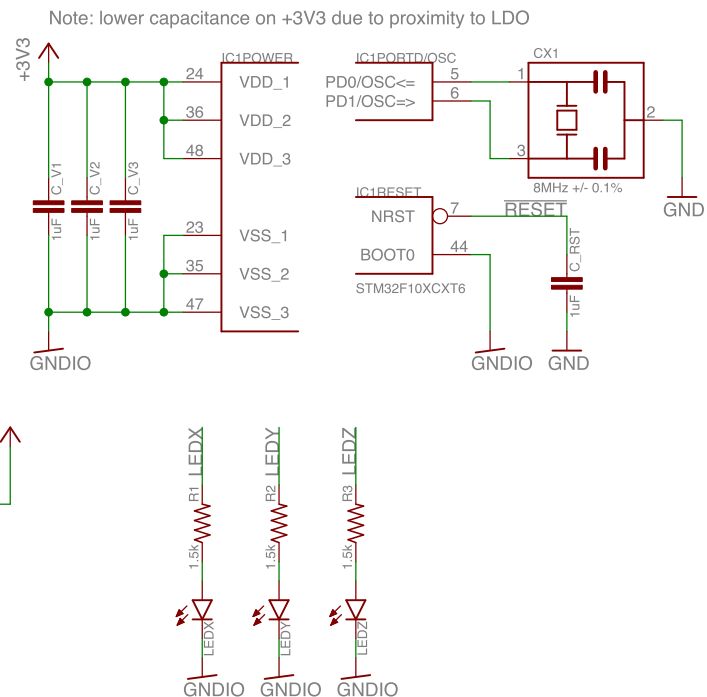 Note: lower capacitance on +3V3 due to proximity to LDO
+3V3
IC1POWER
24 VDD_1
36 VDD_2
48 VDD_3
23 VSS_1
35 VSS_2
47 VSS_3
C_V1
1uF
C_V2
1uF
C_V3
1uF
GNDIO
IC1PORTD/OSC
PD0/OSC<= 5
PD1/OSC=> 6
CX1
1
2
3
8MHz +/- 0.1%
GND
IC1RESET
NRST 7
RESET
BOOT0 44
STM32F10XCXT6
C_RST
1uF
GNDIO
GND
LEDX
R1
1.5k
LEDX
GNDIO
LEDY
R2
1.5k
LEDY
GNDIO
LEDZ
R3
1.5k
LEDZ
GNDIO